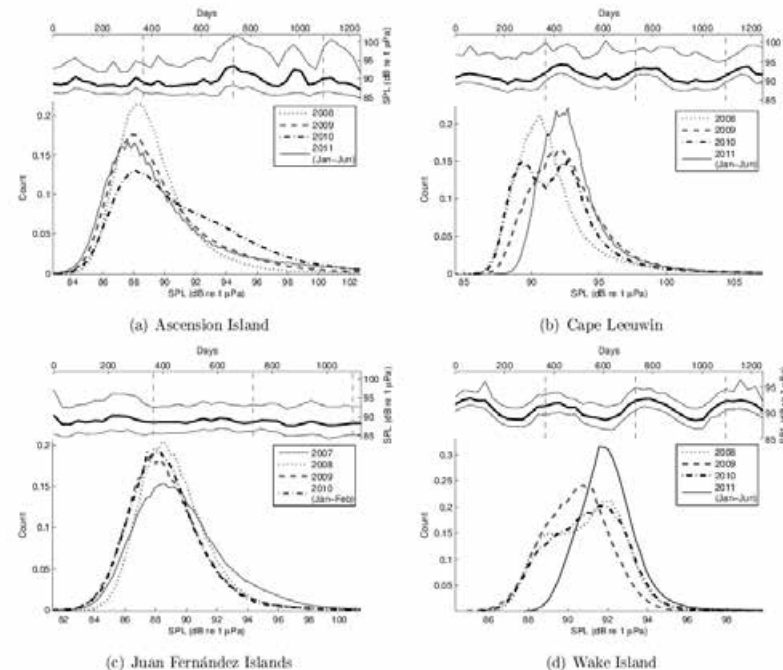 Days
0 200 400 600 800 1000 1200
100
95
90
85
SPL (dB re 1 μPa)
2008
2009
2010
2011
(Jan-Jun)
0.2
0.15
0.1
0.05
0
Count
84 86 88 90 92 94 96 98 100 102
SPL (dB re 1 μPa)
(a) Ascension Island
Days
0 200 400 600 800 1000 1200
100
95
90
85
SPL (dB re 1 μPa)
2008
2009
2010
2011
(Jan-Jun)
0.2
0.15
0.1
0.05
0
Count
85 90 95 100 105
SPL (dB re 1 μPa)
(b) Cape Leeuwin
Days
0 200 400 600 800 1000
100
95
90
85
SPL (dB re 1 μPa)
2007
2008
2009
2010
(Jan-Feb)
0.2
0.15
0.1
0.05
0
Count
82 84 86 88 90 92 94 96 98 100
SPL (dB re 1 μPa)
(c) Juan Fernández Islands
Days
0 200 400 600 800 1000 1200
95
90
85
2008
2009
2010
2011
(Jan-Jun)
0.3
0.25
0.2
0.15
0.1
0.05
0
Count
86 88 90 92 94 96 98
SPL (dB re 1 μPa)
(d) Wake Island